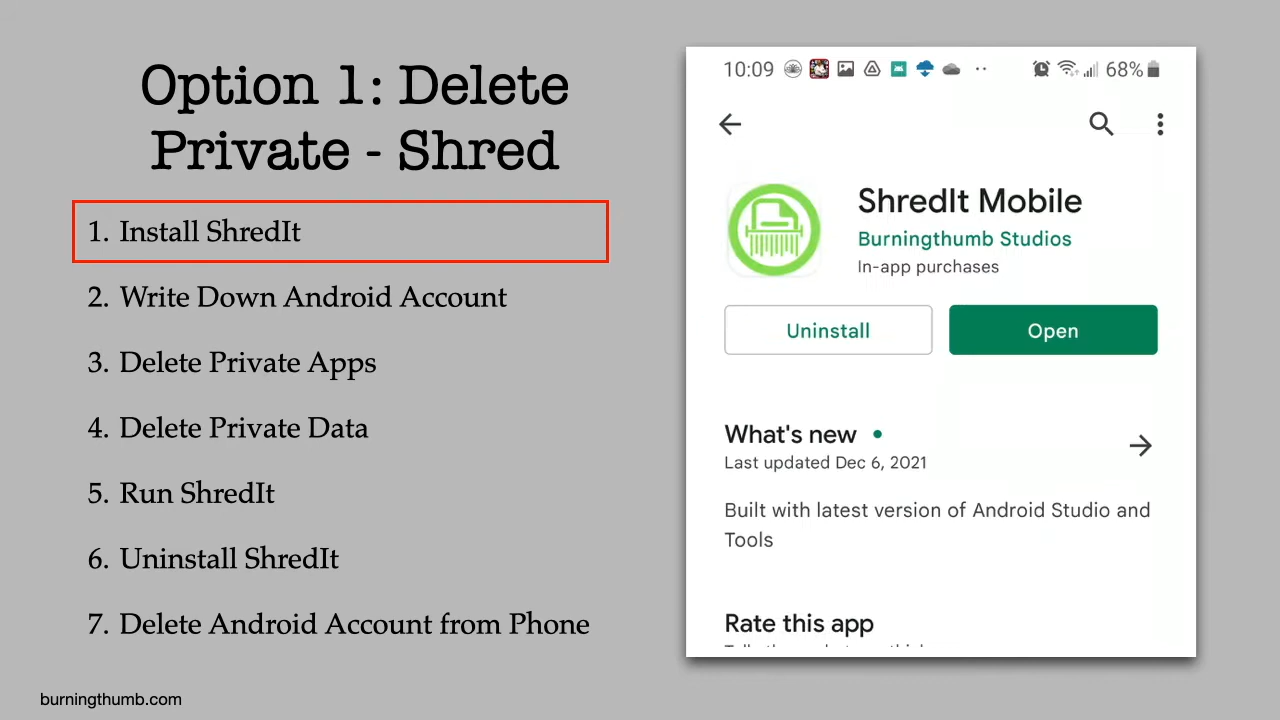 Option 1: Delete
Private - Shred
1. Install ShredIt
2. Write Down Android Account
3. Delete Private Apps
4. Delete Private Data
5. Run ShredIt
6. Uninstall ShredIt
7. Delete Android Account from Phone
burningthumb.com
10:09
68%
ShredIt Mobile
Burningthumb Studios
In-app purchases
Uninstall
Open
What's new
Last updated Dec 6, 2021
Built with latest version of Android Studio and
Tools
Rate this app